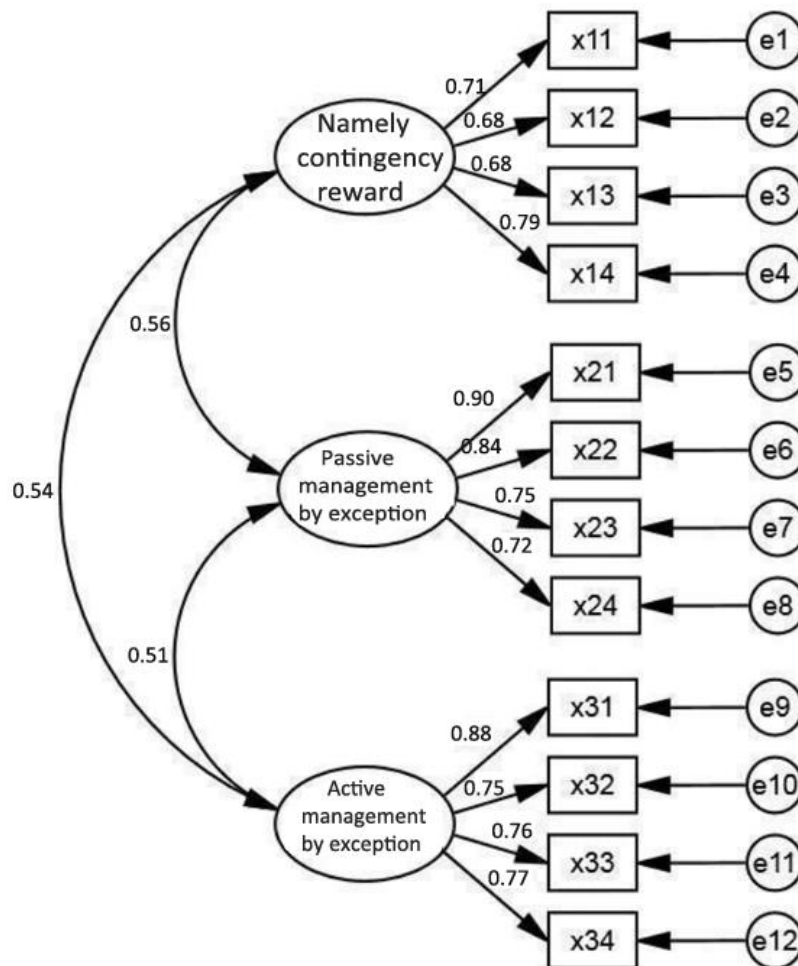 x11
e1
0.71
x12
e2
0.68
Namely
contingency
reward
0.68
x13
e3
0.79
x14
e4
0.56
x21
e5
0.90
x22
e6
0.84
Passive
management
by exception
0.75
x23
e7
0.72
x24
e8
0.54
0.51
x31
e9
0.88
x32
e10
0.75
Active
management
by exception
0.76
x33
e11
0.77
x34
e12